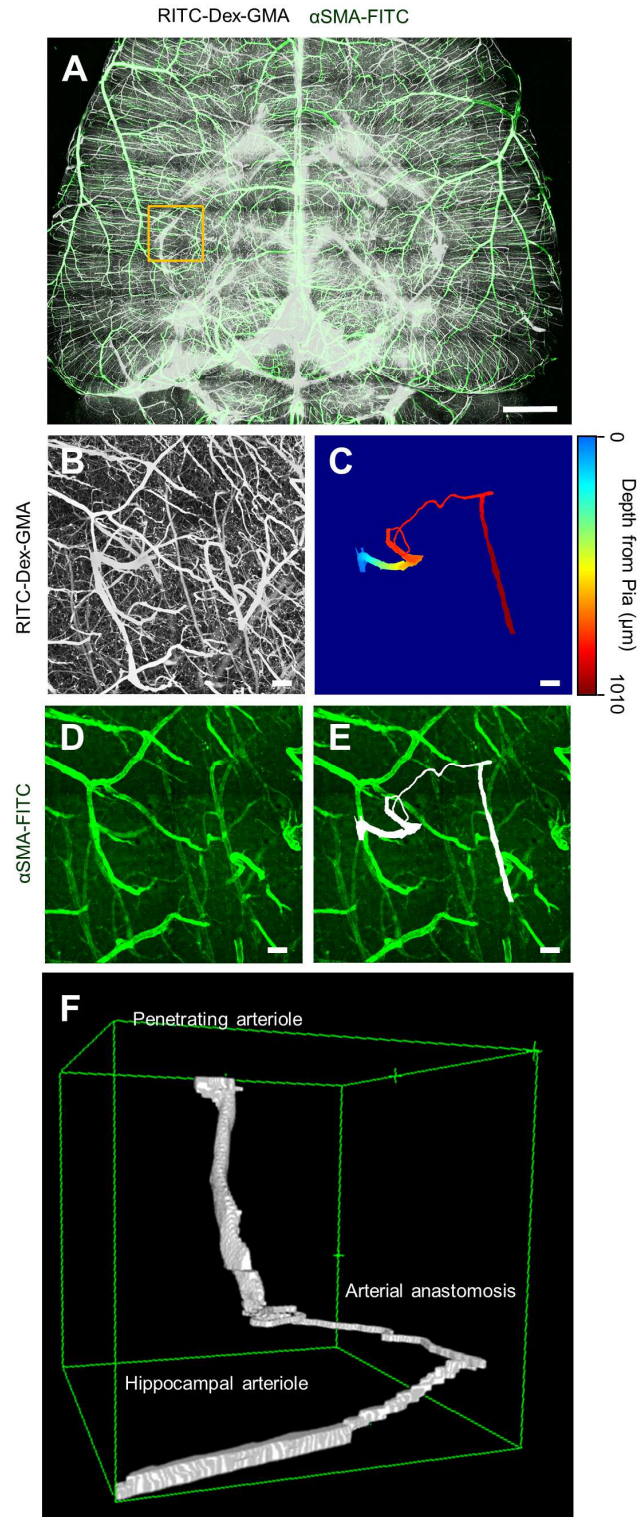 RITC-Dex-GMA αSMA-FITC
A
B
C
RITC-Dex-GMA
0
Depth from Pia (μm)
1010
D
E
αSMA-FITC
F
Penetrating arteriole
Arterial anastomosis
Hippocampal arteriole